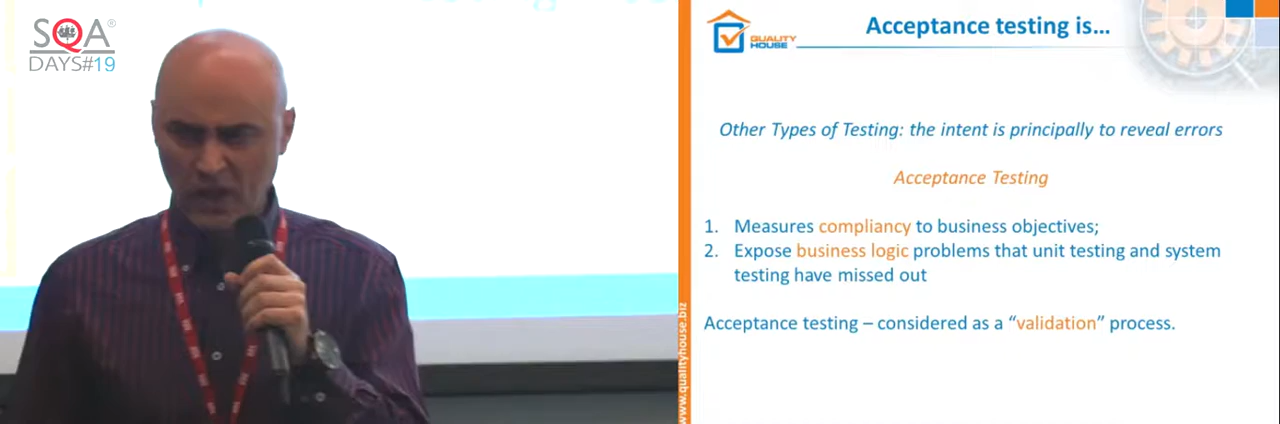 SQA®
DAYS#19
QUALITY
HOUSE
Acceptance testing is...
Other Types of Testing: the intent is principally to reveal errors
Acceptance Testing
1. Measures compliancy to business objectives;
2. Expose business logic problems that unit testing and system
testing have missed out
Acceptance testing – considered as a “validation” process.
www.qualityhouse.biz